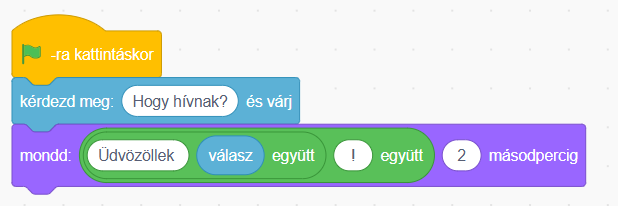 -ra kattintáskor
kérdezd meg: Hogy hívnak? és várj
mondd: Üdvözöllek válasz együtt ! együtt 2 másodpercig